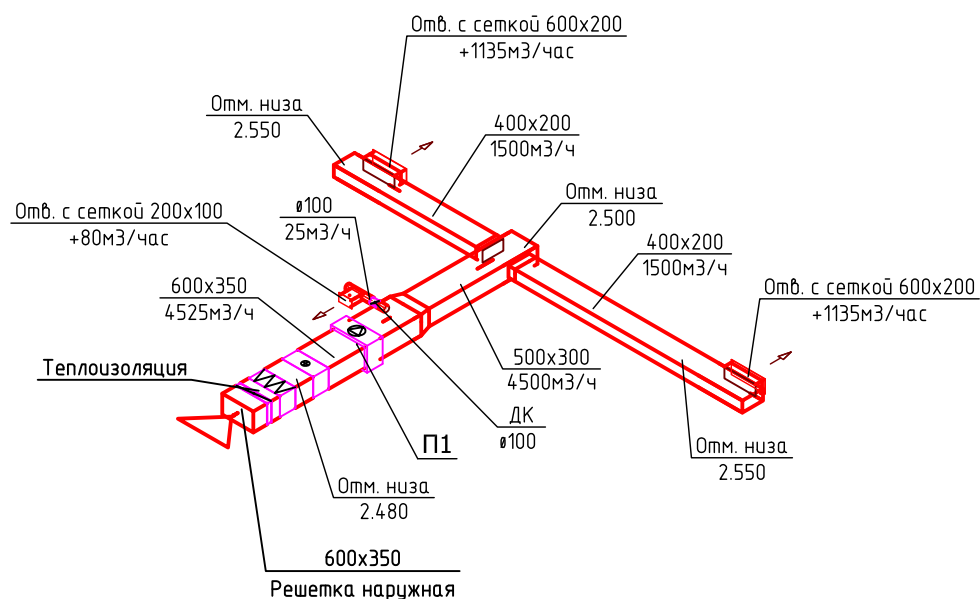 Отв. с сеткой 600х200
+1135м3/час
Отм. низа
2.550
400х200
1500м3/ч
Отм. низа
2.500
Отв. с сеткой 200х100
+80м3/час
ø100
25м3/ч
400х200
1500м3/ч
600х350
4525м3/ч
Отв. с сеткой 600х200
+1135м3/час
Теплоизоляция
500х300
4500м3/ч
ДК
ø100
П1
Отм. низа
2.550
Отм. низа
2.480
600х350
Решетка наружная